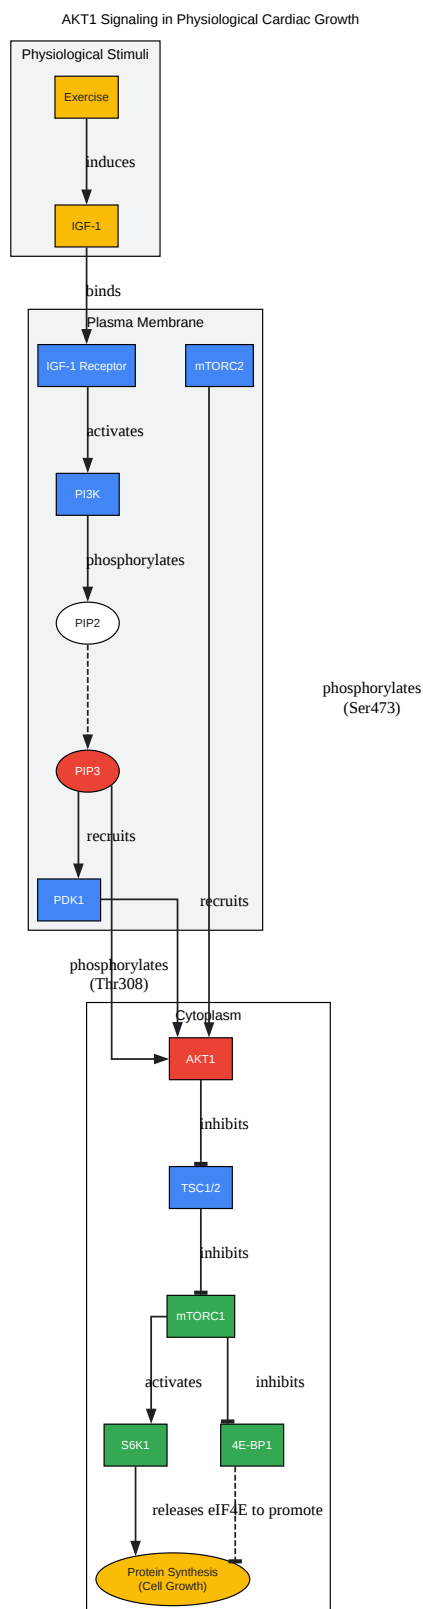 AKT1 Signaling in Physiological Cardiac Growth
Physiological Stimuli
Exercise
induces
IGF-1
binds
Plasma Membrane
IGF-1 Receptor
mTORC2
activates
PI3K
phosphorylates
PIP2
phosphorylates
(Ser473)
PIP3
recruits
PDK1
recruits
phosphorylates
(Thr308)
Cytoplasm
AKT1
inhibits
TSC1/2
inhibits
mTORC1
activates
inhibits
S6K1
4E-BP1
releases eIF4E to promote
Protein Synthesis
(Cell Growth)